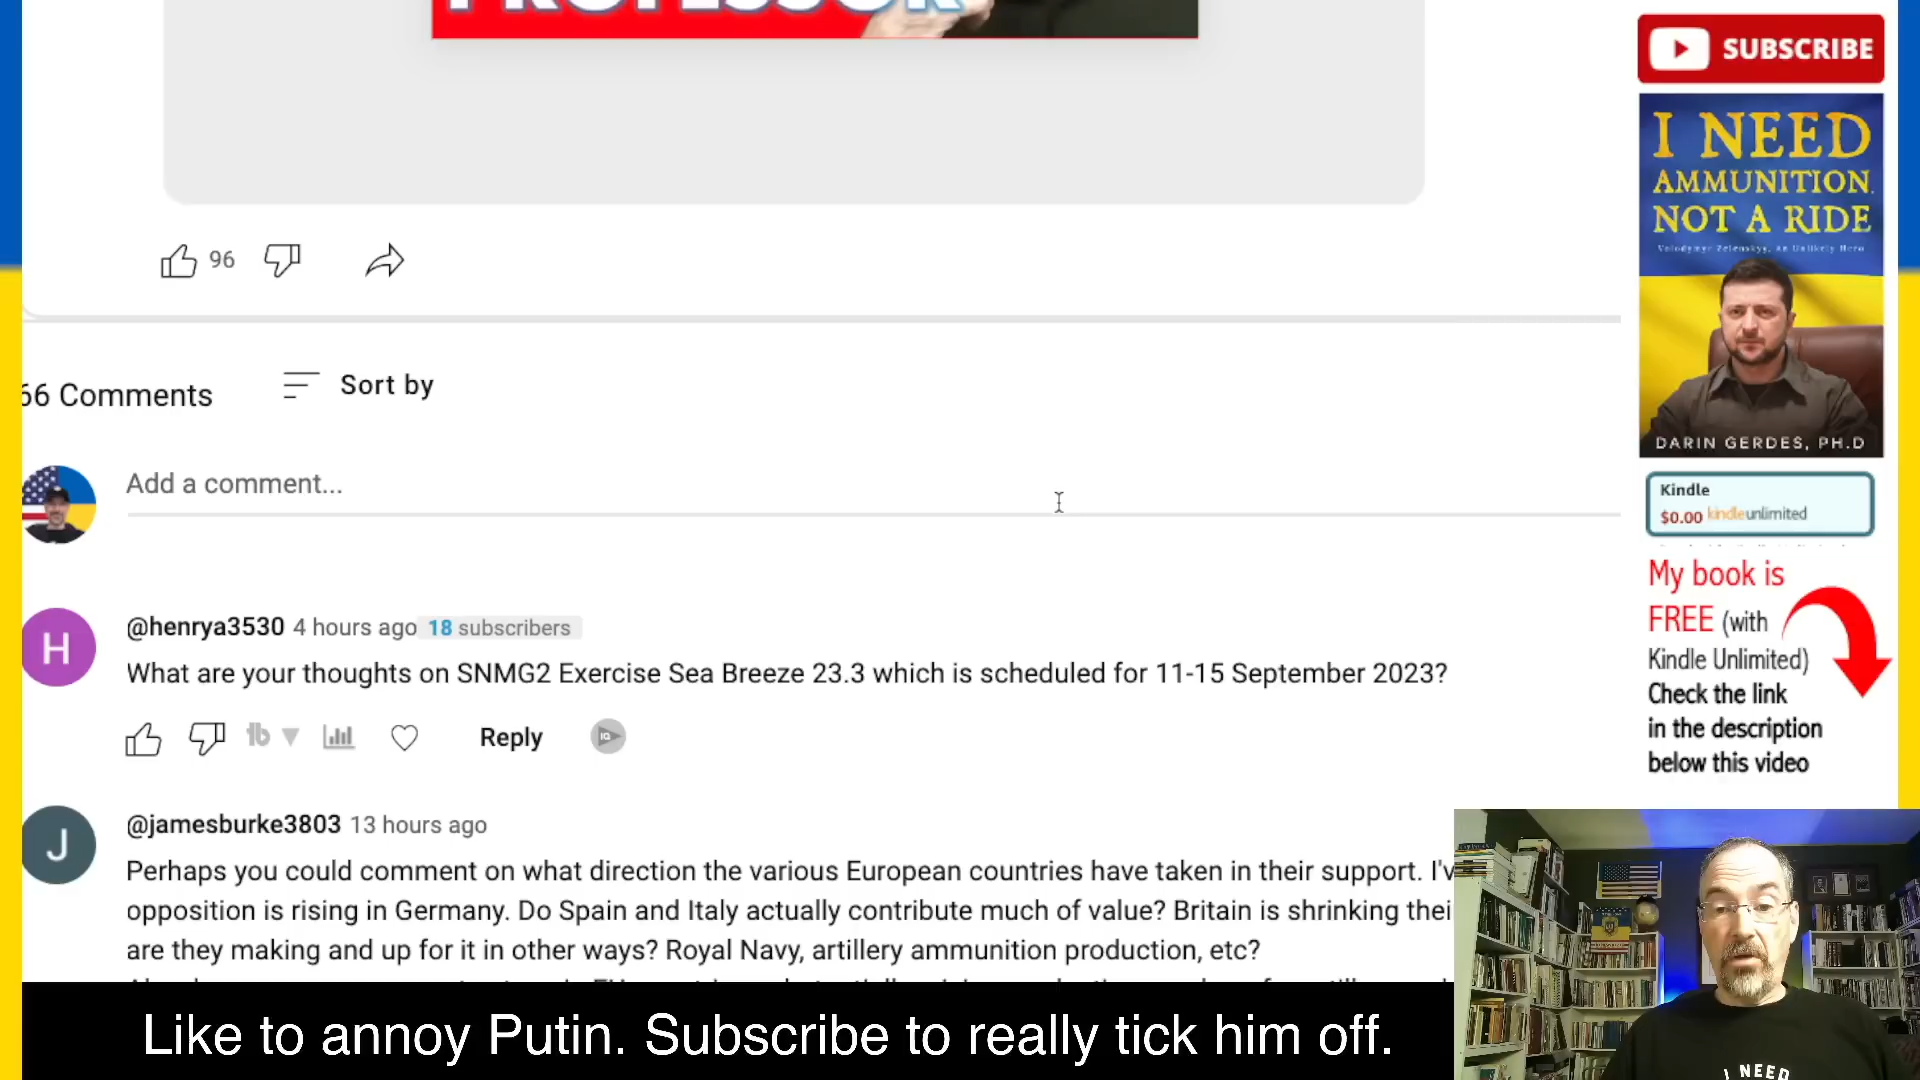 PROFESSOR
SUBSCRIBE
I NEED
AMMUNITION,
NOT A RIDE
Volodymyr Zelenskyy, An Unlikely Hero
DARIN GERDES, PH.D
Kindle
$0.00 kindleunlimited
My book is
FREE (with
Kindle Unlimited)
Check the link
in the description
below this video
96
66 Comments
Sort by
Add a comment...
H
@henrya3530 4 hours ago 18 subscribers
What are your thoughts on SNMG2 Exercise Sea Breeze 23.3 which is scheduled for 11-15 September 2023?
Reply
J
@jamesburke3803 13 hours ago
Perhaps you could comment on what direction the various European countries have taken in their support. I'v
opposition is rising in Germany. Do Spain and Italy actually contribute much of value? Britain is shrinking thei
are they making and up for it in other ways? Royal Navy, artillery ammunition production, etc?
Like to annoy Putin. Subscribe to really tick him off.
I NEED